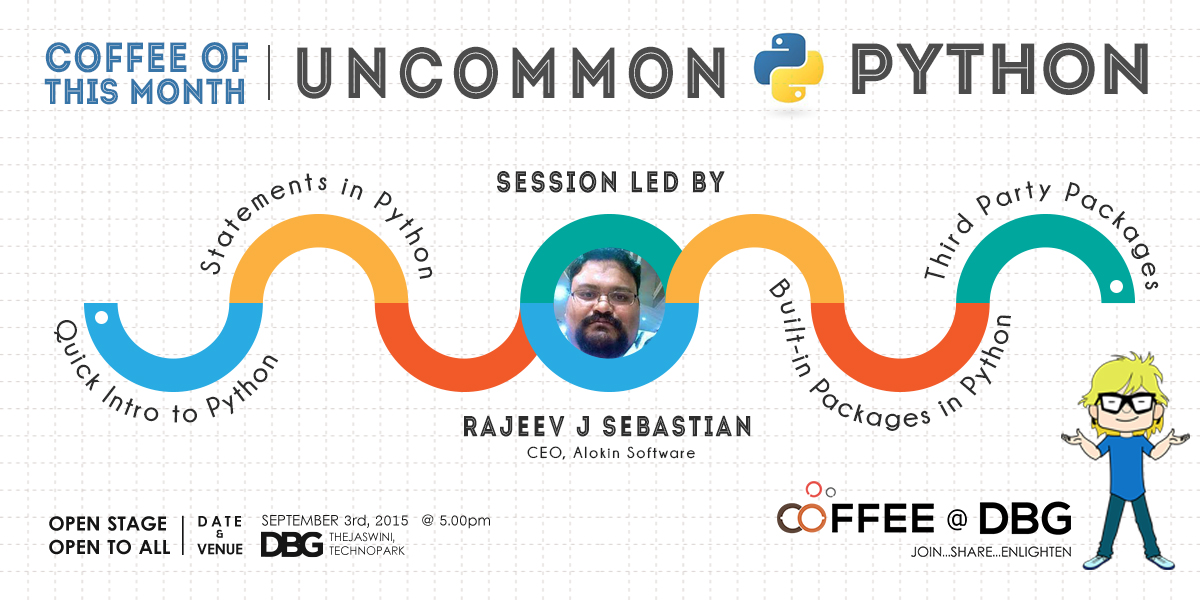 COFFEE OF
THIS MONTH
UNCOMMON PYTHON
SESSION LED BY
Quick Intro to Python
Statements in Python
Built-in Packages in Python
Third Party Packages
RAJEEV J SEBASTIAN
CEO, Alokin Software
OPEN STAGE
OPEN TO ALL
DATE
&
VENUE
SEPTEMBER 3rd, 2015 @ 5.00pm
DBG THEJASWINI,
TECHNOPARK
COFFEE @ DBG
JOIN...SHARE...ENLIGHTEN